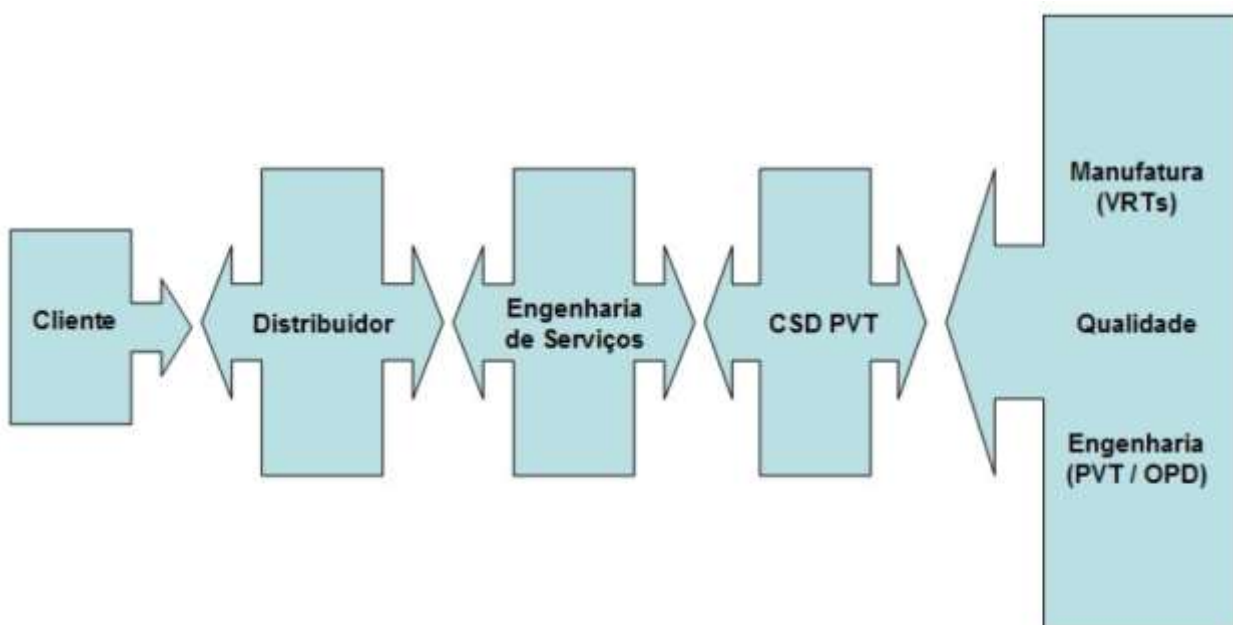 Cliente
Distribuidor
Engenharia
de Serviços
CSD PVT
Manufatura
(VRTs)
Qualidade
Engenharia
(PVT / OPD)